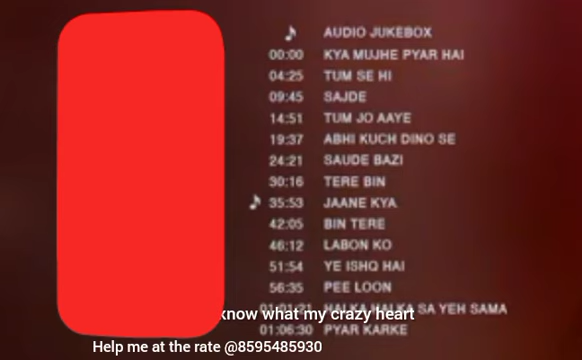 AUDIO JUKEBOX
00:00 KYA MUJHE PYAR HAI
04:25 TUM SE HI
09:45 SAJDE
14:51 TUM JO AAYE
19:37 ABHI KUCH DINO SE
24:21 SAUDE BAZI
30:16 TERE BIN
35:53 JAANE KYA
42:05 BIN TERE
46:12 LABON KO
51:54 YE ISHQ HAI
56:35 PEE LOON
01:01:21 HALKA HALKA SA YEH SAMA
know what my crazy heart
01:06:30 PYAR KARKE
Help me at the rate @8595485930